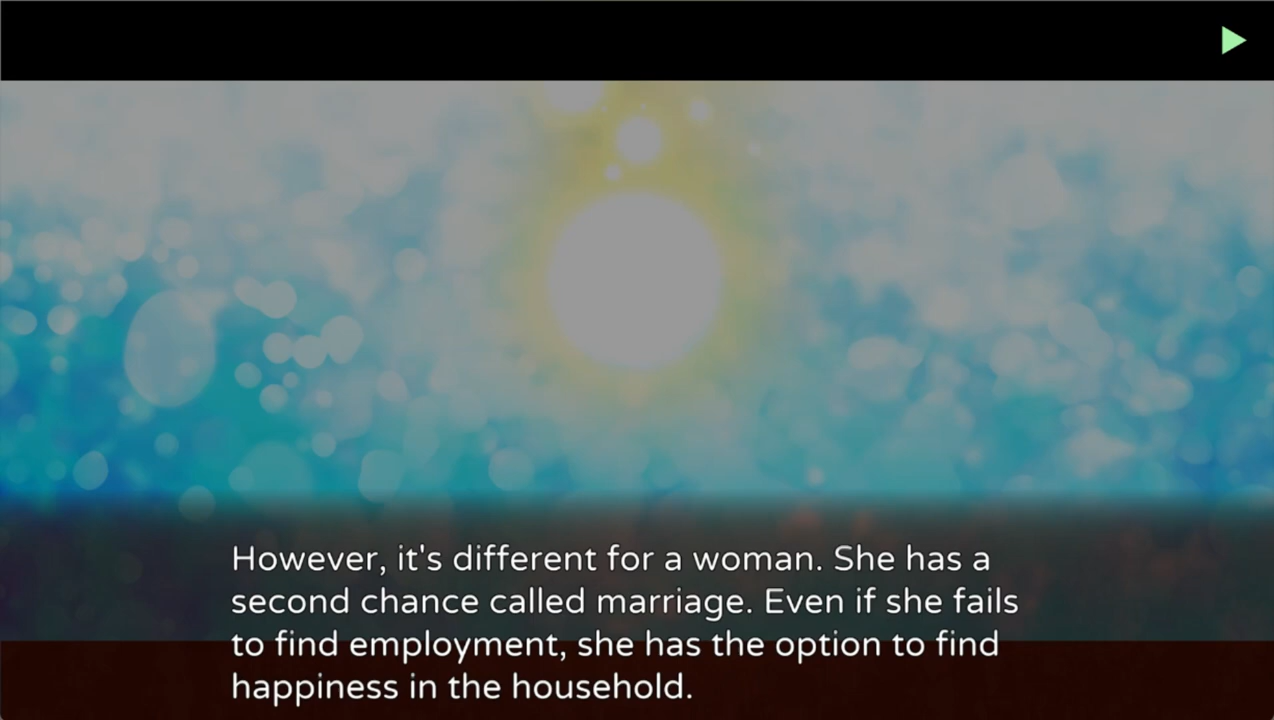 However, it's different for a woman. She has a
second chance called marriage. Even if she fails
to find employment, she has the option to find
happiness in the household.